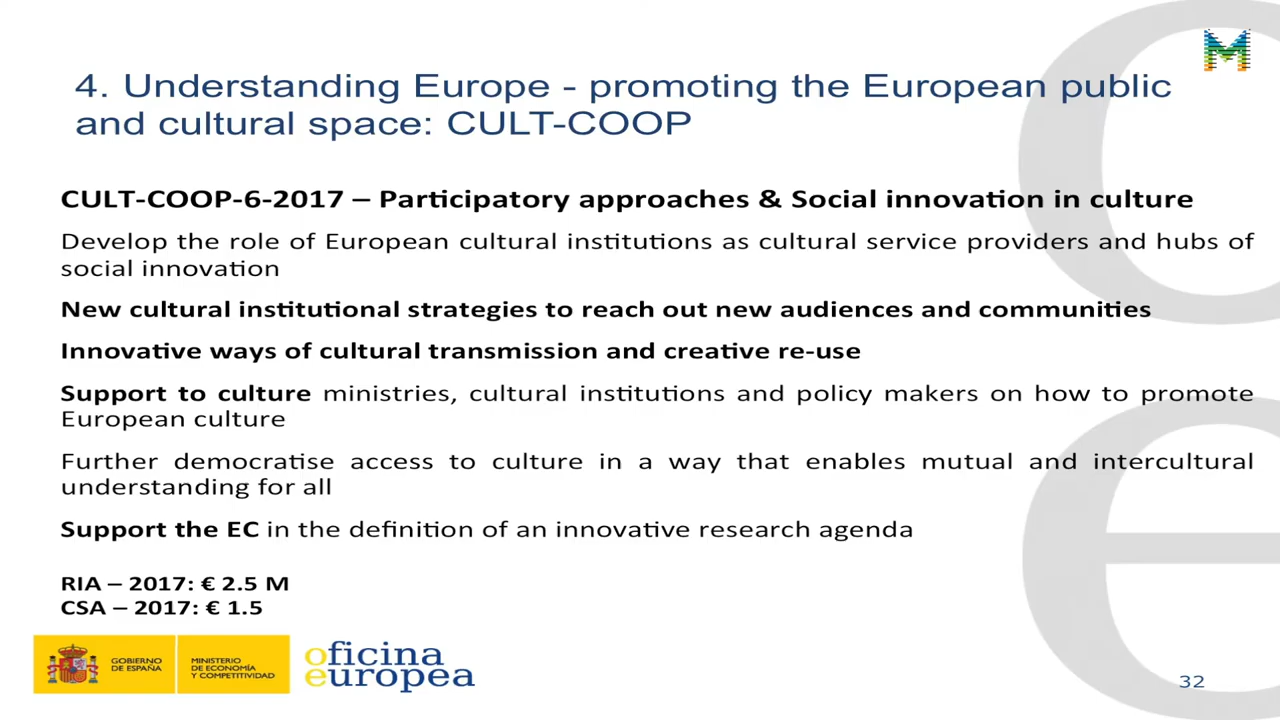 4. Understanding Europe - promoting the European public
and cultural space: CULT-COOP
CULT-COOP-6-2017 – Participatory approaches & Social innovation in culture
Develop the role of European cultural institutions as cultural service providers and hubs of
social innovation
New cultural institutional strategies to reach out new audiences and communities
Innovative ways of cultural transmission and creative re-use
Support to culture ministries, cultural institutions and policy makers on how to promote
European culture
Further democratise access to culture in a way that enables mutual and intercultural
understanding for all
Support the EC in the definition of an innovative research agenda
RIA – 2017: € 2.5 M
CSA – 2017: € 1.5
GOBIERNO
DE ESPAÑA
MINISTERIO
DE ECONOMÍA
Y COMPETITIVIDAD
oficina
europea
32